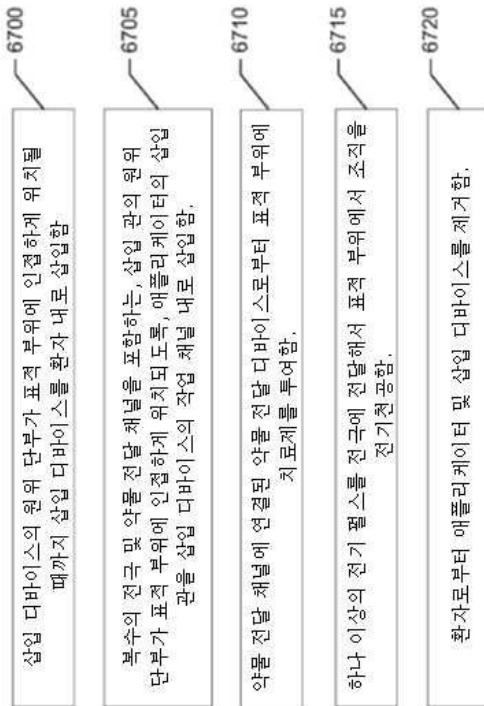 삽입 디바이스의 원위 단부가 표적 부위에 인접하게 위치될
때까지 삽입 디바이스를 환자 내로 삽입함
6700
복수의 전극 및 약물 전달 채널을 포함하는, 삽입 관의 원위
단부가 표적 부위에 인접하게 위치되도록, 애플리케이터의 삽입
관을 삽입 디바이스의 작업 채널 내로 삽입함.
6705
약물 전달 채널에 연결된 약물 전달 디바이스로부터 표적 부위에
치료제를 투여함.
6710
하나 이상의 전기 펄스를 전극에 전달해서 표적 부위에서 조직을
전기천공함.
6715
환자로부터 애플리케이터 및 삽입 디바이스를 제거함.
6720